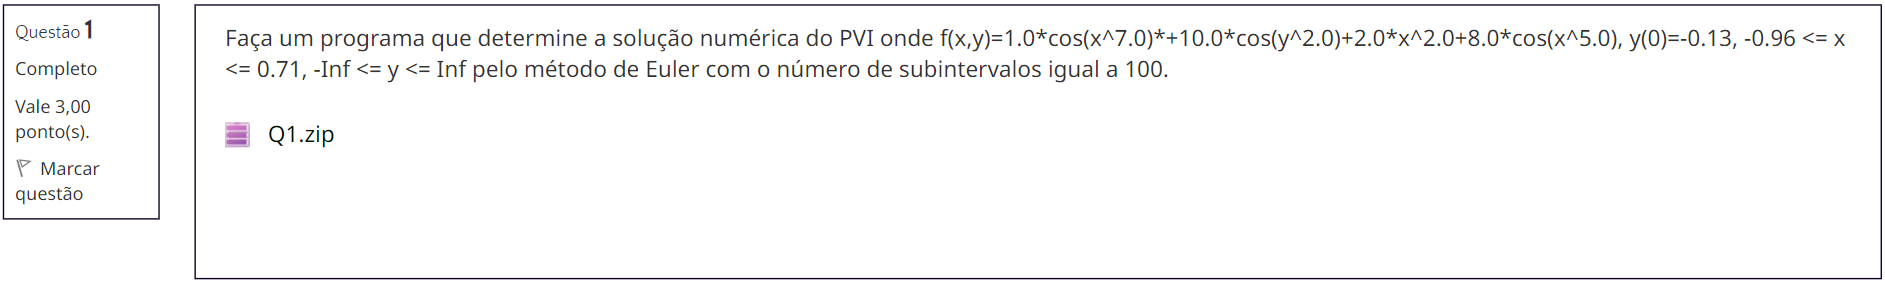 Questão 1
Completo
Vale 3,00
ponto(s).
Marcar
questão
Faça um programa que determine a solução numérica do PVI onde f(x,y)=1.0*cos(x^7.0)*+10.0*cos(y^2.0)+2.0*x^2.0+8.0*cos(x^5.0), y(0)=-0.13, -0.96 <= x
<= 0.71, -Inf <= y <= Inf pelo método de Euler com o número de subintervalos igual a 100.
Q1.zip